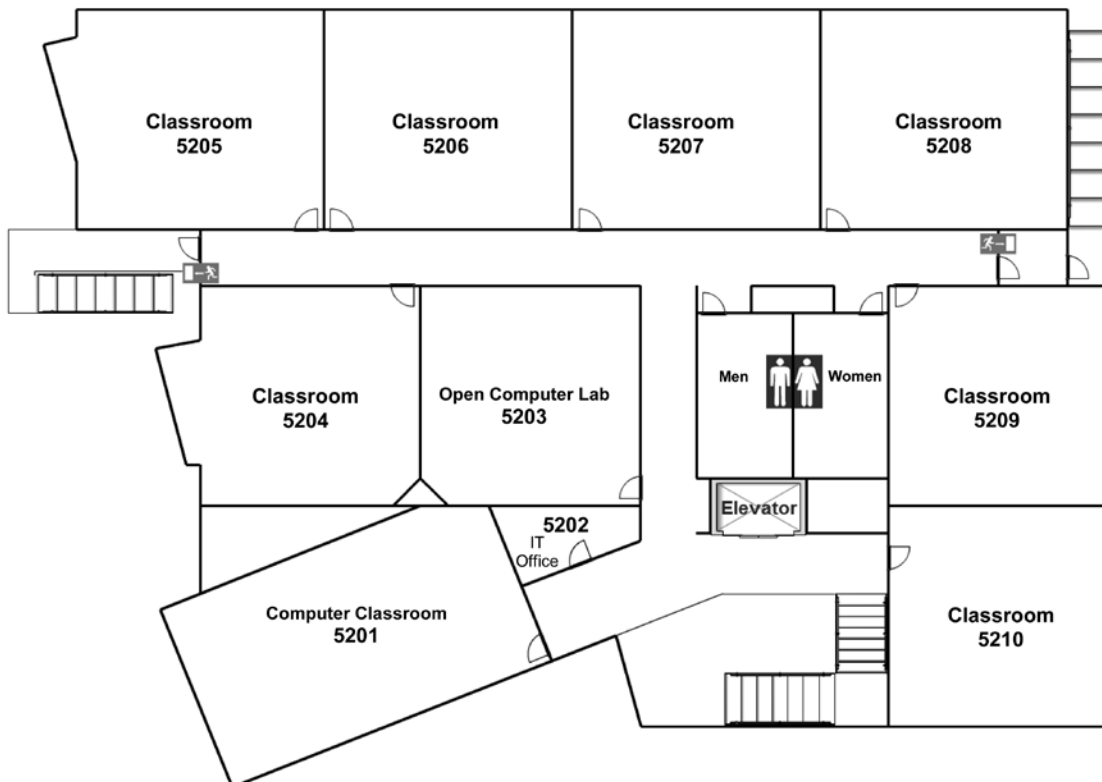 Classroom
5205
Classroom
5206
Classroom
5207
Classroom
5208
Classroom
5204
Open Computer Lab
5203
Men
Women
Classroom
5209
Elevator
5202
IT
Office
Computer Classroom
5201
Classroom
5210